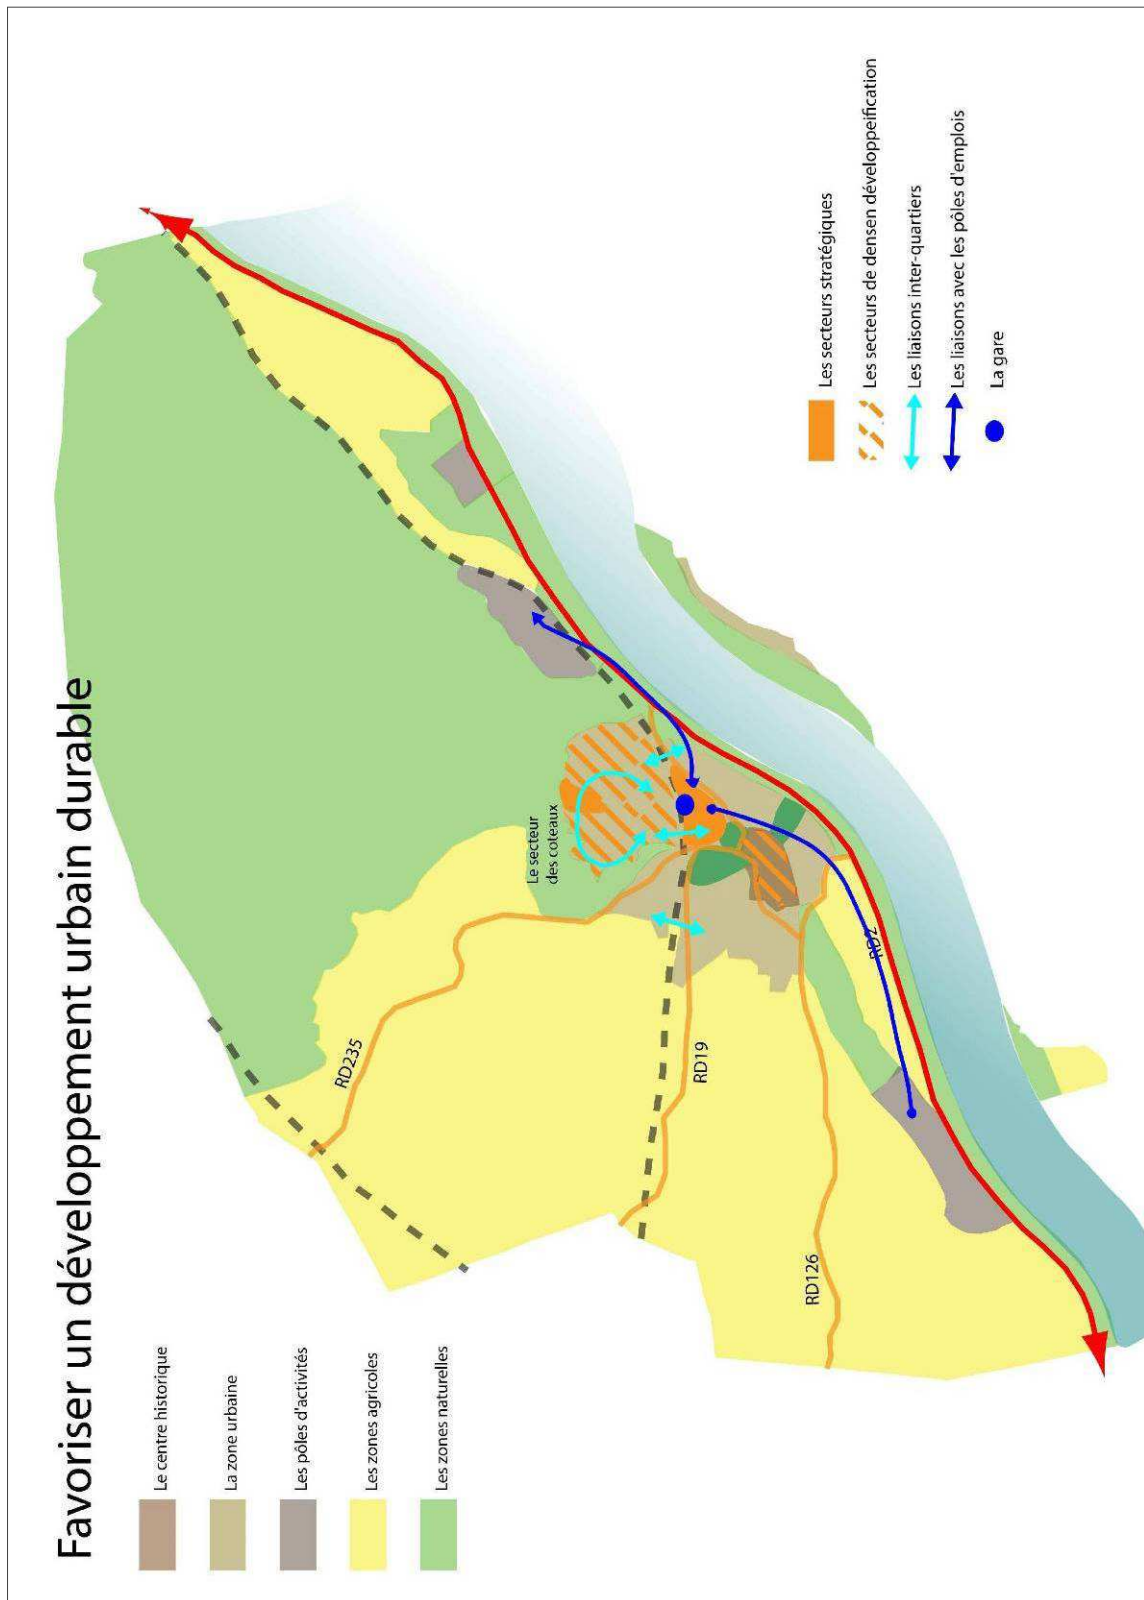 Favoriser un développement urbain durable
Le centre historique
La zone urbaine
Les pôles d'activités
Les zones agricoles
Les zones naturelles
RD235
RD19
RD126
RD2
Le secteur
des coteaux
Les secteurs stratégiques
Les secteurs de densen développeification
Les liaisons inter-quartiers
Les liaisons avec les pôles d'emplois
La gare